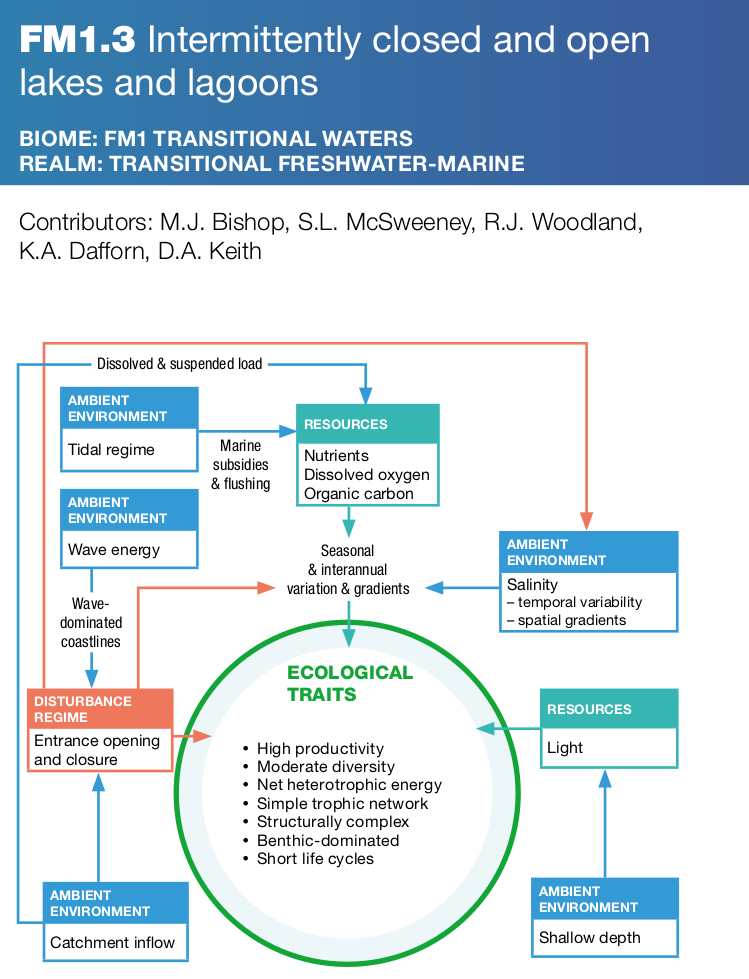 FM1.3 Intermittently closed and open
lakes and lagoons
BIOME: FM1 TRANSITIONAL WATERS
REALM: TRANSITIONAL FRESHWATER-MARINE
Contributors: M.J. Bishop, S.L. McSweeney, R.J. Woodland,
K.A. Dafforn, D.A. Keith
Dissolved & suspended load
AMBIENT
ENVIRONMENT
Tidal regime
Marine
subsidies
& flushing
RESOURCES
Nutrients
Dissolved oxygen
Organic carbon
AMBIENT
ENVIRONMENT
Wave energy
Wave-
dominated
coastlines
Seasonal
& interannual
variation & gradients
AMBIENT
ENVIRONMENT
Salinity
– temporal variability
– spatial gradients
DISTURBANCE
REGIME
Entrance opening
and closure
ECOLOGICAL
TRAITS
• High productivity
• Moderate diversity
• Net heterotrophic energy
• Simple trophic network
• Structurally complex
• Benthic-dominated
• Short life cycles
RESOURCES
Light
AMBIENT
ENVIRONMENT
Catchment inflow
AMBIENT
ENVIRONMENT
Shallow depth